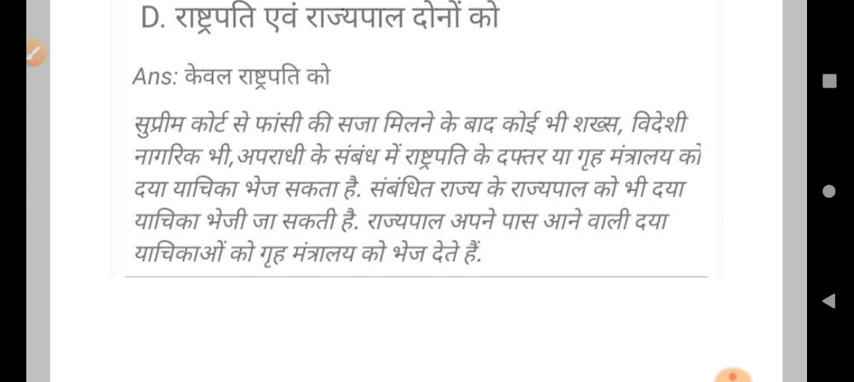 D. राष्ट्रपति एवं राज्यपाल दोनों को
Ans: केवल राष्ट्रपति को
सुप्रीम कोर्ट से फांसी की सजा मिलने के बाद कोई भी शख्स, विदेशी
नागरिक भी,अपराधी के संबंध में राष्ट्रपति के दफ्तर या गृह मंत्रालय को
दया याचिका भेज सकता है. संबंधित राज्य के राज्यपाल को भी दया
याचिका भेजी जा सकती है. राज्यपाल अपने पास आने वाली दया
याचिकाओं को गृह मंत्रालय को भेज देते हैं.